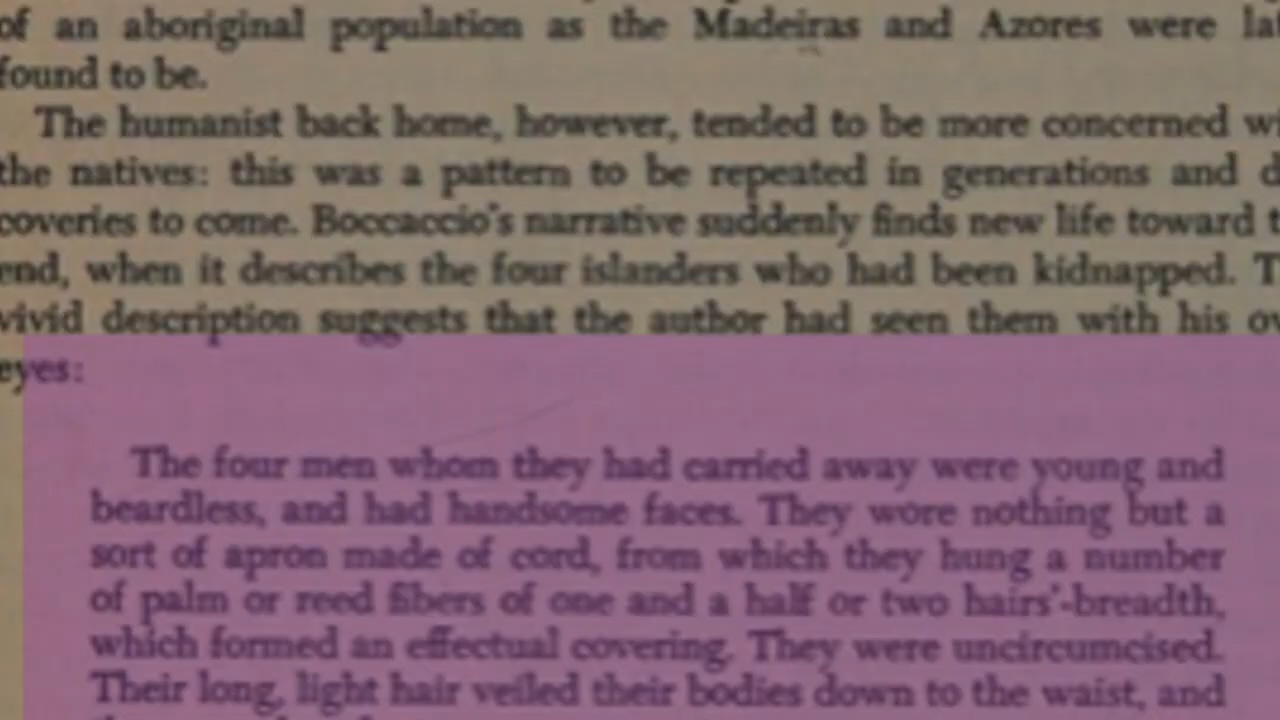 of an aboriginal population as the Madeiras and Azores were lat
found to be.
The humanist back home, however, tended to be more concerned wi
the natives: this was a pattern to be repeated in generations and d
coveries to come. Boccaccio's narrative suddenly finds new life toward t
end, when it describes the four islanders who had been kidnapped. T
vivid description suggests that the author had seen them with his ow
eyes:
The four men whom they had carried away were young and
beardless, and had handsome faces. They wore nothing but a
sort of apron made of cord, from which they hung a number
of palm or reed fibers of one and a half or two hairs'-breadth,
which formed an effectual covering. They were uncircumcised.
Their long, light hair veiled their bodies down to the waist, and